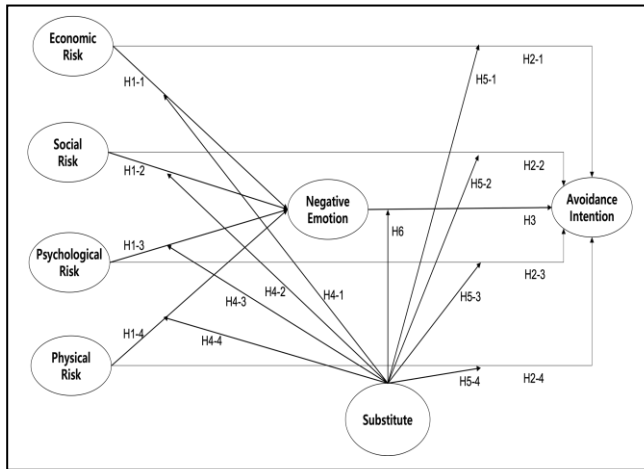 Economic
Risk
H2-1
H5-1
H1-1
Social
Risk
H1-2
H2-2
H5-2
Negative
Emotion
Avoidance
Intention
H3
H6
Psychological
Risk
H1-3
H2-3
H4-1
H4-2
H4-3
H5-3
H1-4
H4-4
Physical
Risk
H5-4
H2-4
Substitute